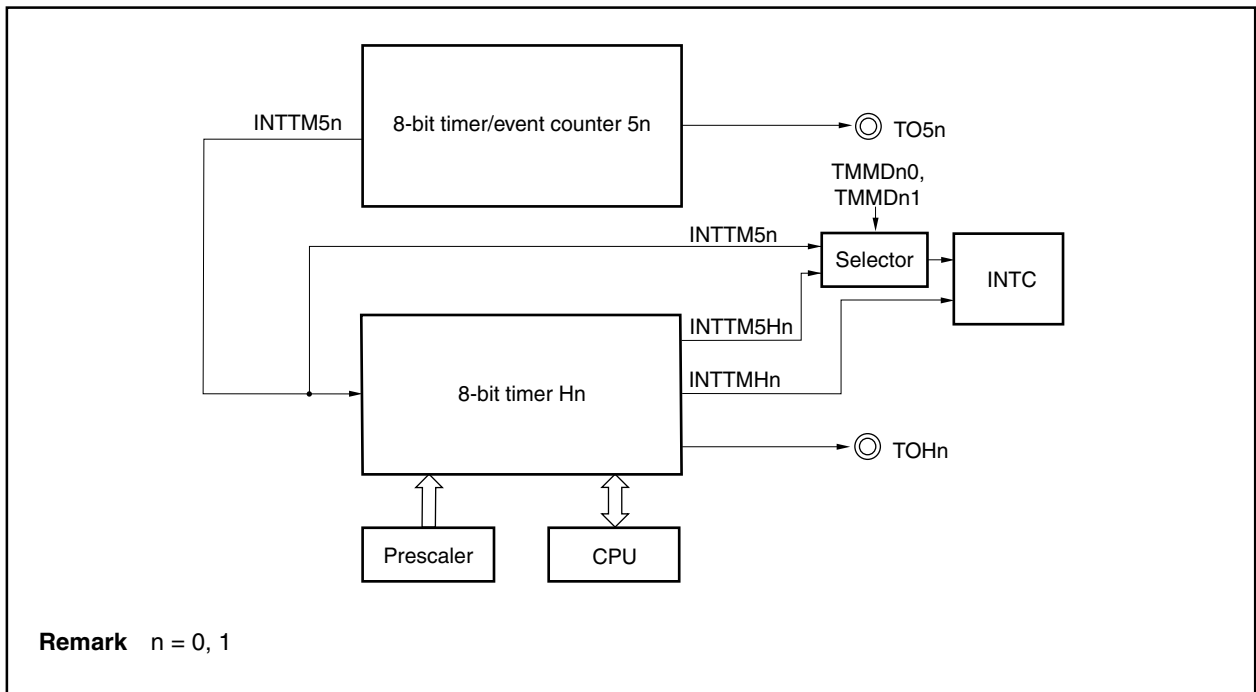 INTTM5n
8-bit timer/event counter 5n
TO5n
TMMDn0,
TMMDn1
INTTM5n
Selector
INTC
INTTM5Hn
8-bit timer Hn
INTTMHn
TOHn
Prescaler
CPU
Remark n = 0, 1